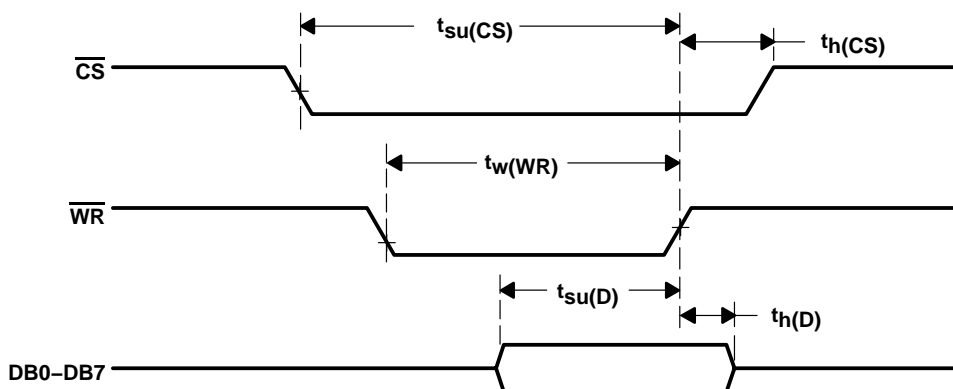 tsu(CS)
th(CS)
CS
tw(WR)
WR
tsu(D)
th(D)
DB0–DB7